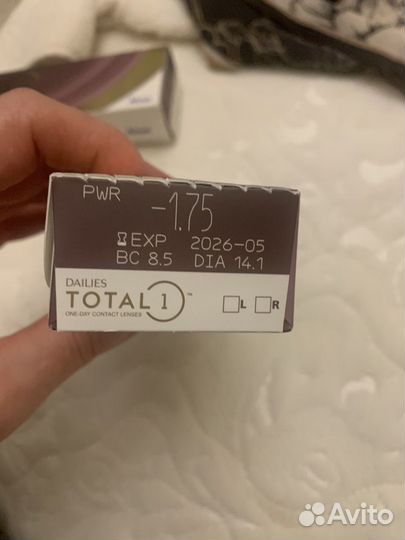 PWR -1.75
EXP 2026-05
BC 8.5 DIA 14.1
DAILIES
TOTAL 1™
ONE-DAY CONTACT LENSES
L R
Avito